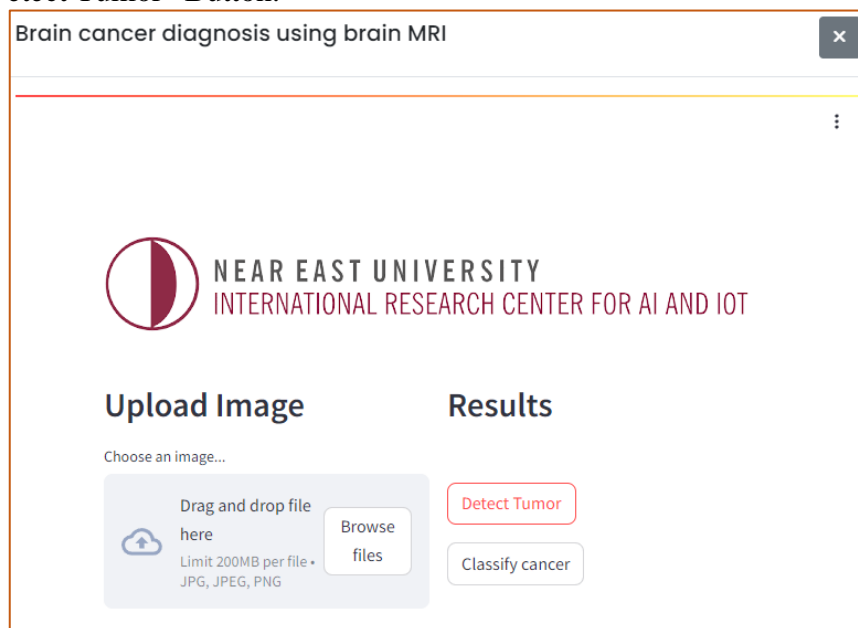 Brain cancer diagnosis using brain MRI
×
NEAR EAST UNIVERSITY
INTERNATIONAL RESEARCH CENTER FOR AI AND IOT
Upload Image
Results
Choose an image...
Drag and drop file
here
Limit 200MB per file •
JPG, JPEG, PNG
Browse
files
Detect Tumor
Classify cancer